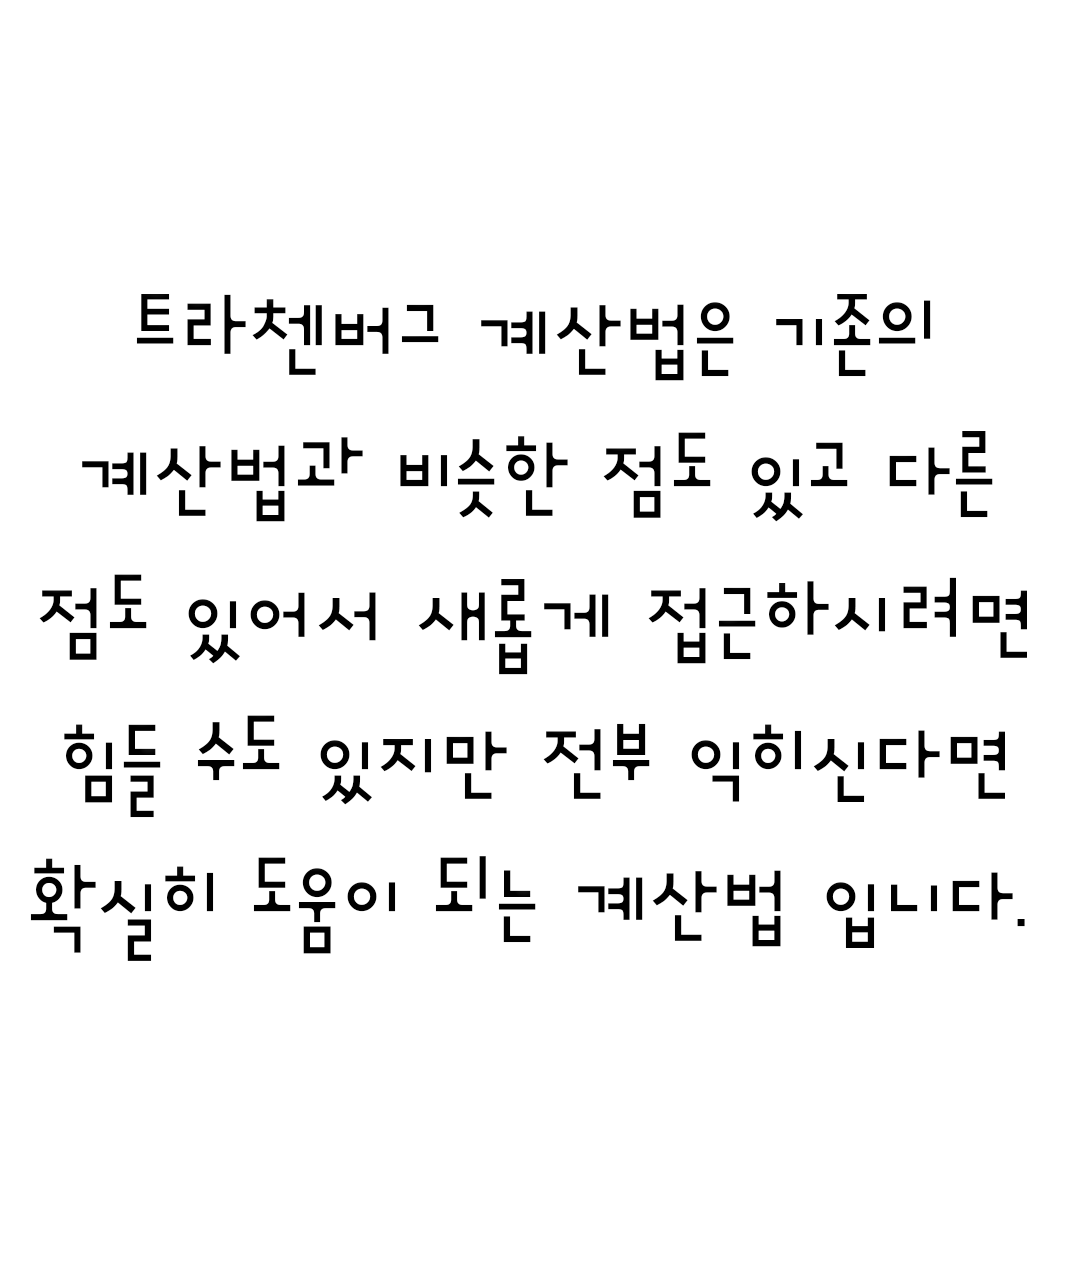 트라첸버그 계산법은 기존의
계산법과 비슷한 점도 있고 다른
점도 있어서 새롭게 접근하시려면
힘들 수도 있지만 전부 익히신다면
확실히 도움이 되는 계산법 입니다.